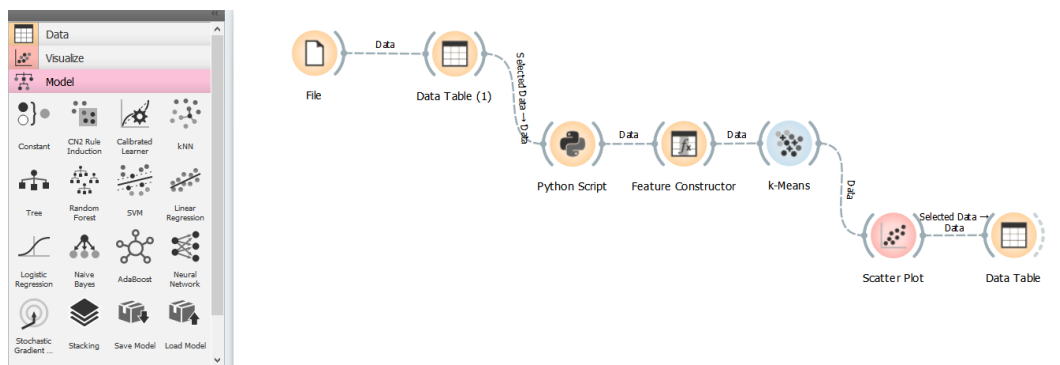 Data
Visualize
Model
Constant
CN2 Rule
Induction
Calibrated
Learner
kNN
Tree
Random
Forest
SVM
Linear
Regression
Logistic
Regression
Naive
Bayes
AdaBoost
Neural
Network
Stochastic
Gradient ...
Stacking
Save Model
Load Model
File
Data
Data Table (1)
Selected Data → Data
Python Script
Data
Feature Constructor
Data
k-Means
Data
Scatter Plot
Selected Data →
Data
Data Table